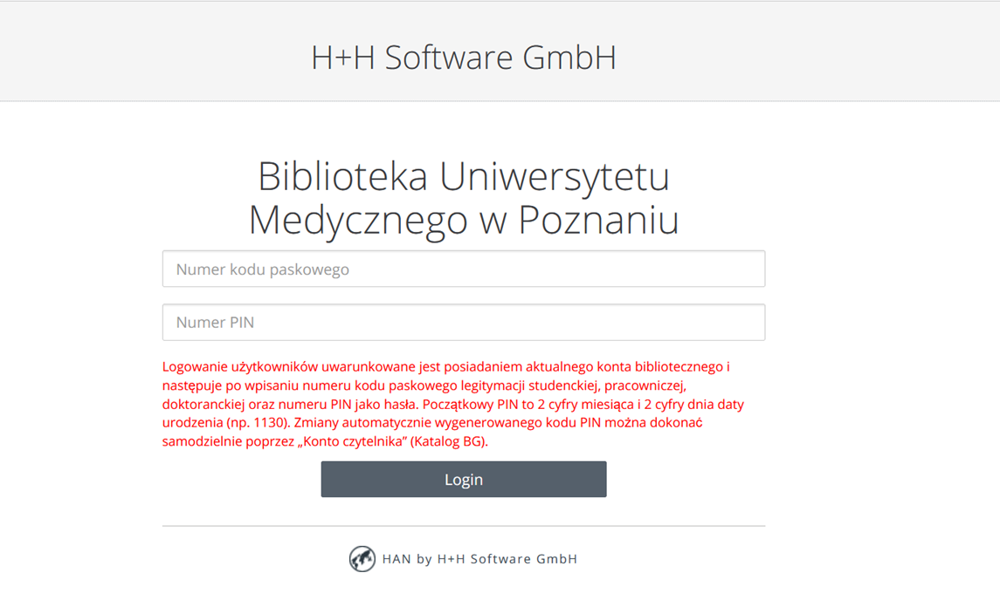 H+H Software GmbH
Biblioteka Uniwersytetu
Medycznego w Poznaniu
Numer kodu paskowego
Numer PIN
Logowanie użytkowników uwarunkowane jest posiadaniem aktualnego konta bibliotecznego i
następuje po wpisaniu numeru kodu paskowego legitymacji studenckiej, pracowniczej,
doktoranckiej oraz numeru PIN jako hasła. Początkowy PIN to 2 cyfry miesiąca i 2 cyfry dnia daty
urodzenia (np. 1130). Zmiany automatycznie wygenerowanego kodu PIN można dokonać
samodzielnie poprzez „Konto czytelnika” (Katalog BG).
Login
HAN by H+H Software GmbH